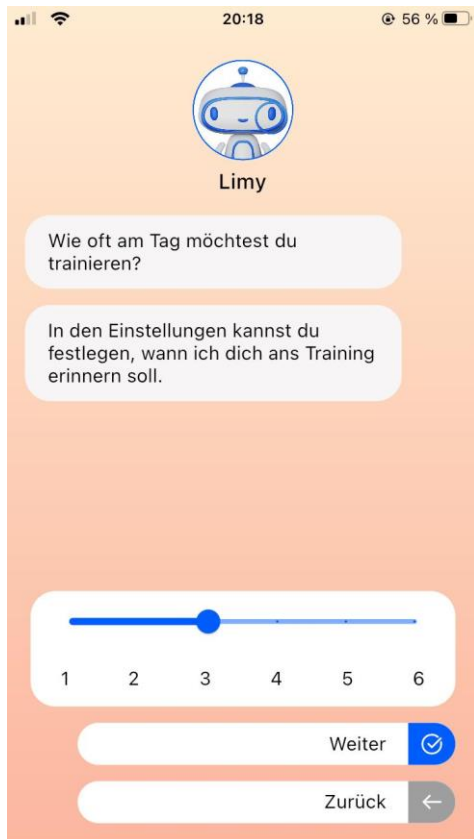 20:18
56 %
Limy
Wie oft am Tag möchtest du
trainieren?
In den Einstellungen kannst du
festlegen, wann ich dich ans Training
erinnern soll.
1 2 3 4 5 6
Weiter
Zurück